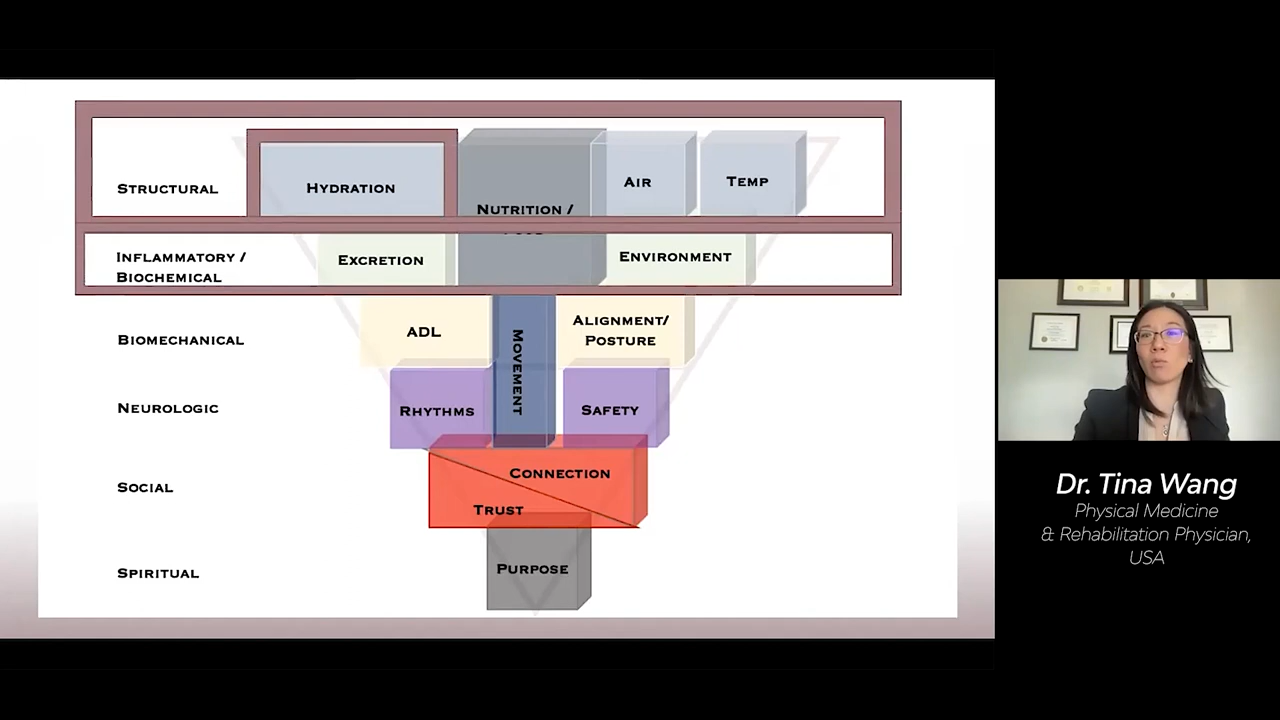 STRUCTURAL
HYDRATION
NUTRITION /
AIR
TEMP
INFLAMMATORY /
BIOCHEMICAL
EXCRETION
ENVIRONMENT
BIOMECHANICAL
ADL
MOVEMENT
ALIGNMENT/
POSTURE
NEUROLOGIC
RHYTHMS
SAFETY
SOCIAL
CONNECTION
TRUST
SPIRITUAL
PURPOSE
Dr. Tina Wang
Physical Medicine
& Rehabilitation Physician,
USA